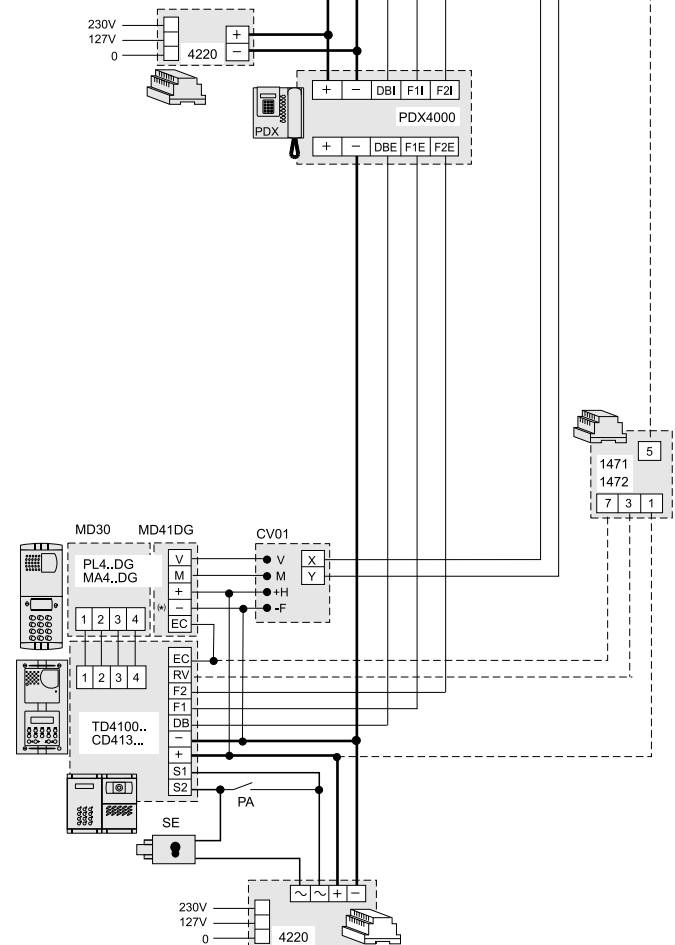 230V
127V
0
+
−
4220
+ − DBI F1I F2I
PDX
PDX4000
+ − DBE F1E F2E
5
1471
1472
7 3 1
MD30
MD41DG
CV01
PL4..DG
MA4..DG
V
M
+
(*) −
EC
V
M
+H
-F
X
Y
1 2 3 4
1 2 3 4
EC
RV
F2
F1
DB
−
+
S1
S2
TD4100..
CD413...
PA
SE
~ ~ + −
230V
127V
0
4220